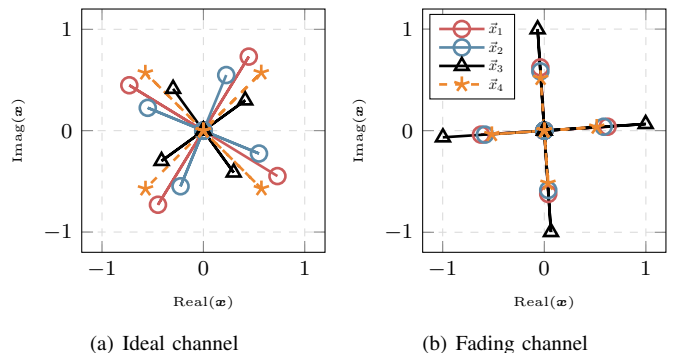 1
0
−1
Imag(x)
−1
0
1
Real(x)
(a) Ideal channel
1
0
−1
Imag(x)
x⃗₁
x⃗₂
x⃗₃
x⃗₄
−1
0
1
Real(x)
(b) Fading channel